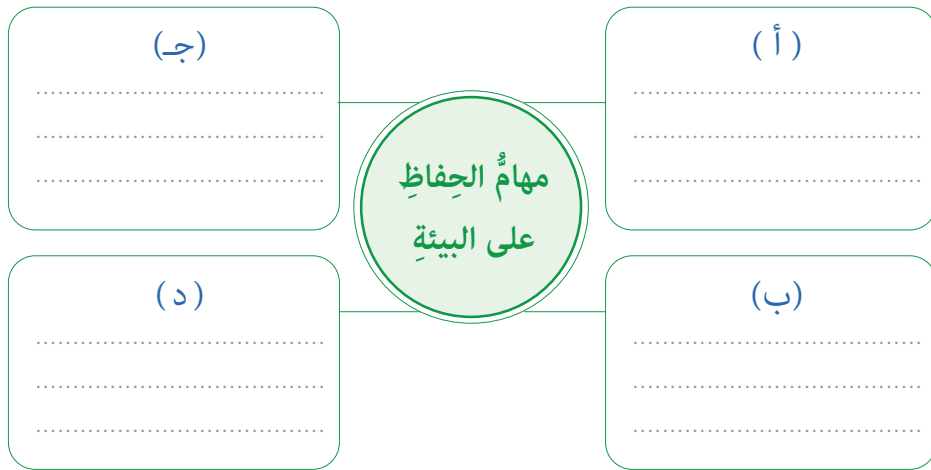 ( أ )
(جـ)
مهامُّ الحِفاظِ
على البيئةِ
(ب)
( د )